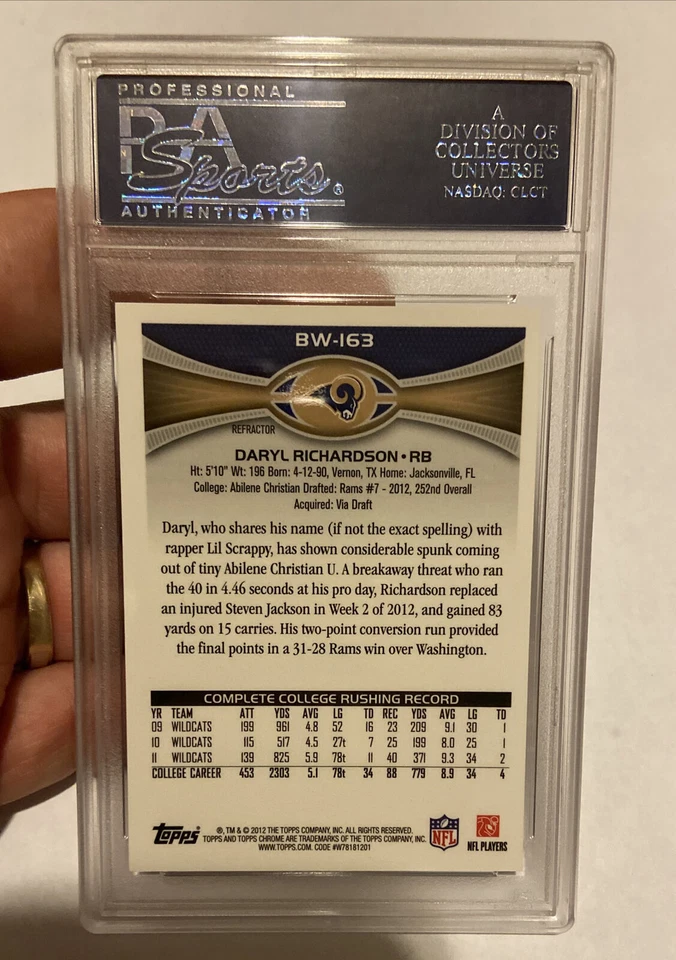 PROFESSIONAL
PSA
Sports®
AUTHENTICATOR
A
DIVISION OF
COLLECTORS
UNIVERSE
NASDAQ: CLCT
BW-163
REFRACTOR
DARYL RICHARDSON • RB
Ht: 5'10" Wt: 196 Born: 4-12-90, Vernon, TX Home: Jacksonville, FL
College: Abilene Christian Drafted: Rams #7 - 2012, 252nd Overall
Acquired: Via Draft
Daryl, who shares his name (if not the exact spelling) with
rapper Lil Scrappy, has shown considerable spunk coming
out of tiny Abilene Christian U. A breakaway threat who ran
the 40 in 4.46 seconds at his pro day, Richardson replaced
an injured Steven Jackson in Week 2 of 2012, and gained 83
yards on 15 carries. His two-point conversion run provided
the final points in a 31-28 Rams win over Washington.
COMPLETE COLLEGE RUSHING RECORD
YR TEAM ATT YDS AVG LG TD REC YDS AVG LG TD
09 WILDCATS 199 961 4.8 52 16 23 209 9.1 30 1
10 WILDCATS 115 517 4.5 27t 7 25 199 8.0 25 1
11 WILDCATS 139 825 5.9 78t 11 40 371 9.3 34 2
COLLEGE CAREER 453 2303 5.1 78t 34 88 779 8.9 34 4
Topps
®, TM & © 2012 THE TOPPS COMPANY, INC. ALL RIGHTS RESERVED.
TOPPS AND TOPPS CHROME ARE TRADEMARKS OF THE TOPPS COMPANY, INC.
WWW.TOPPS.COM. CODE #W78181201
NFL
NFL PLAYERS